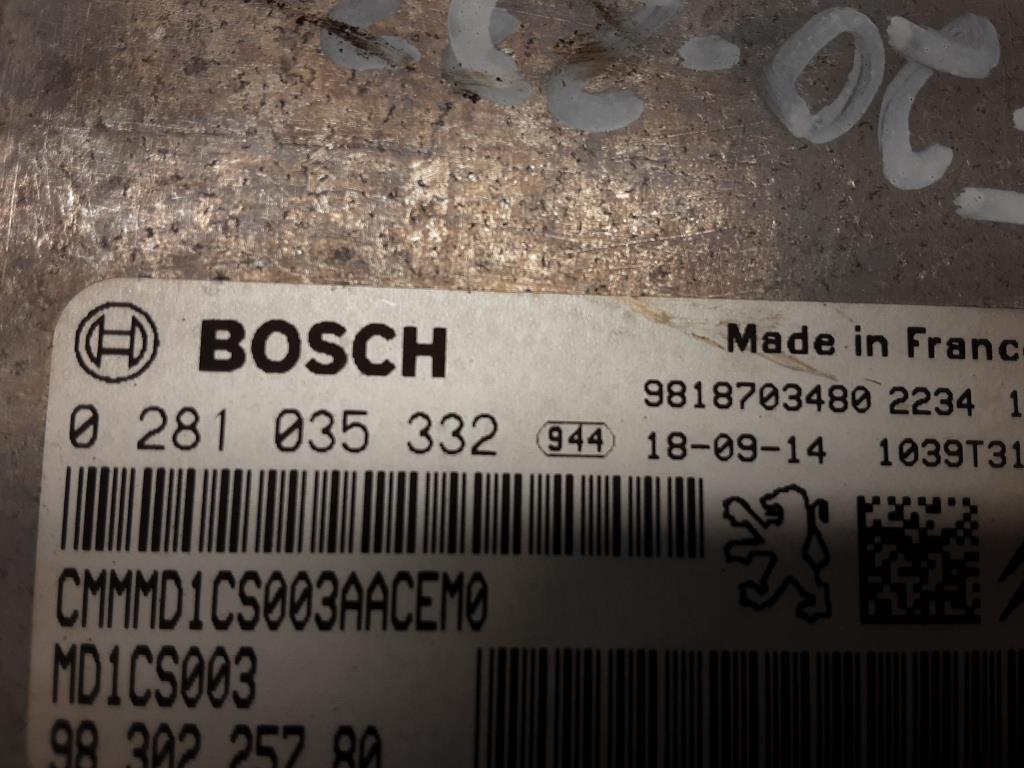 BOSCH
Made in Franc
9818703480 2234 1
0 281 035 332 944 18-09-14 1039T31
CMMMD1CS003AACEM0
MD1CS003
98 302 257 80